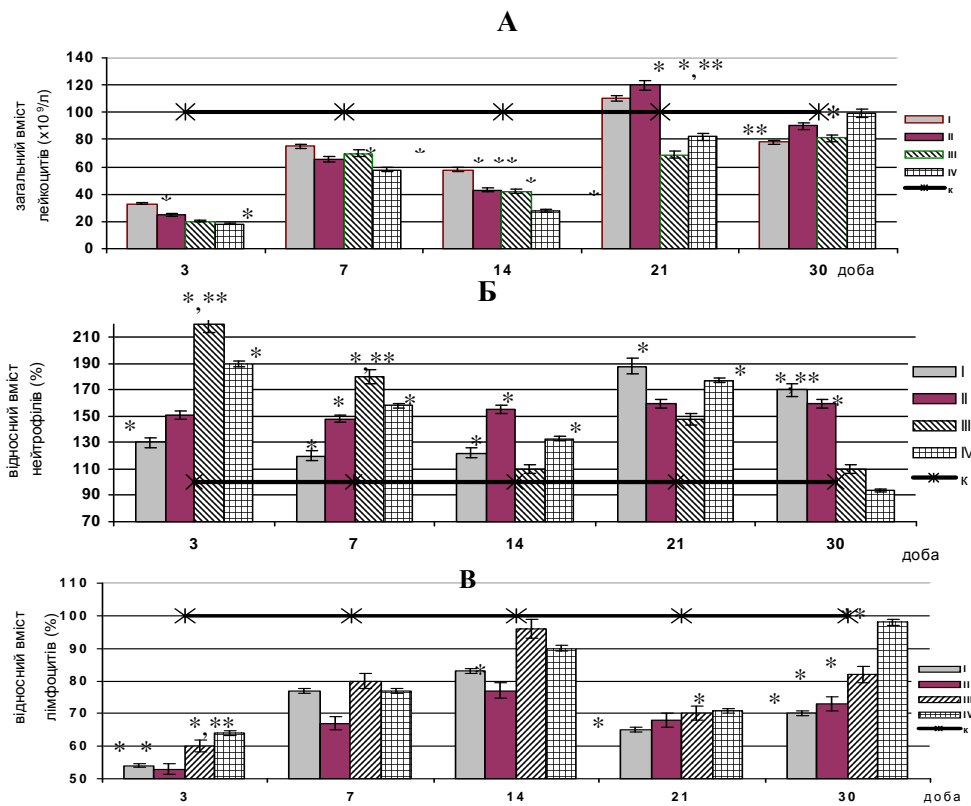 А
загальний вміст
лейкоцитів (x10⁹/л)
140
120
100
80
60
40
20
0
* * * * * ** * * * *,** ** *
3 7 14 21 30 доба
I
II
III
IV
к
Б
відносний вміст
нейтрофілів (%)
210
190
170
150
130
110
90
70
* *,** * * * *,** * * * * * * *,** *
3 7 14 21 30
доба
I
II
III
IV
К
В
відносний вміст
лімфоцитів (%)
110
100
90
80
70
60
50
* * *,** * * * * * * **
3 7 14 21 30 доба
I
II
III
IV
к